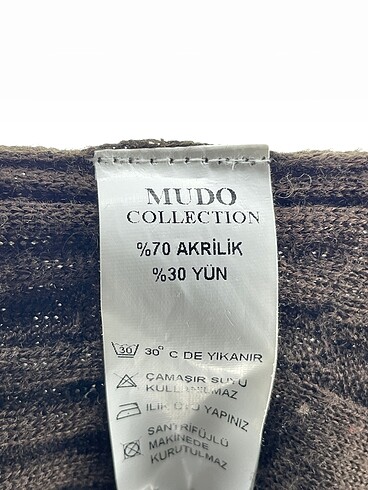 MUDO
COLLECTION
%70 AKRİLİK
%30 YÜN
30 30° C DE YIKANIR
ÇAMAŞIR SUYU
KULLANILMAZ
ILIK ÜTÜ YAPINIZ
SANTRİFÜJLÜ
MAKİNEDE
KURUTULMAZ